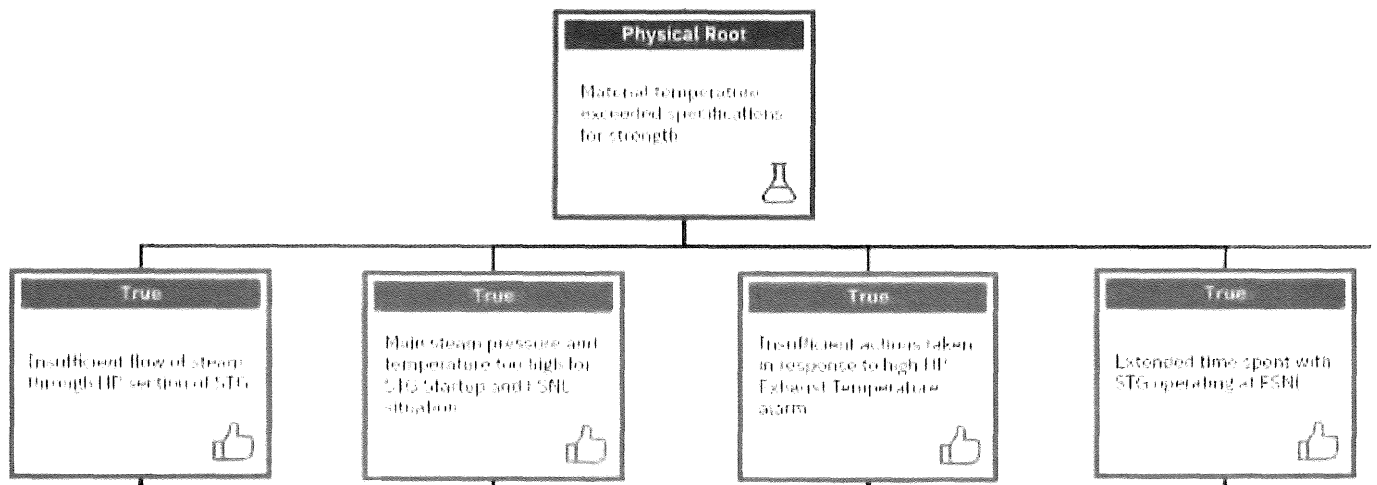 Physical Root
Material temperature
exceeded specifications
for strength
True
Insufficient flow of steam
through HP section of STG
True
Main steam pressure and
temperature too high for
STG Startup and FSNL
situation
True
Insufficient actions taken
in response to high HP
Exhaust Temperature
alarm
True
Extended time spent with
STG operating at FSNL